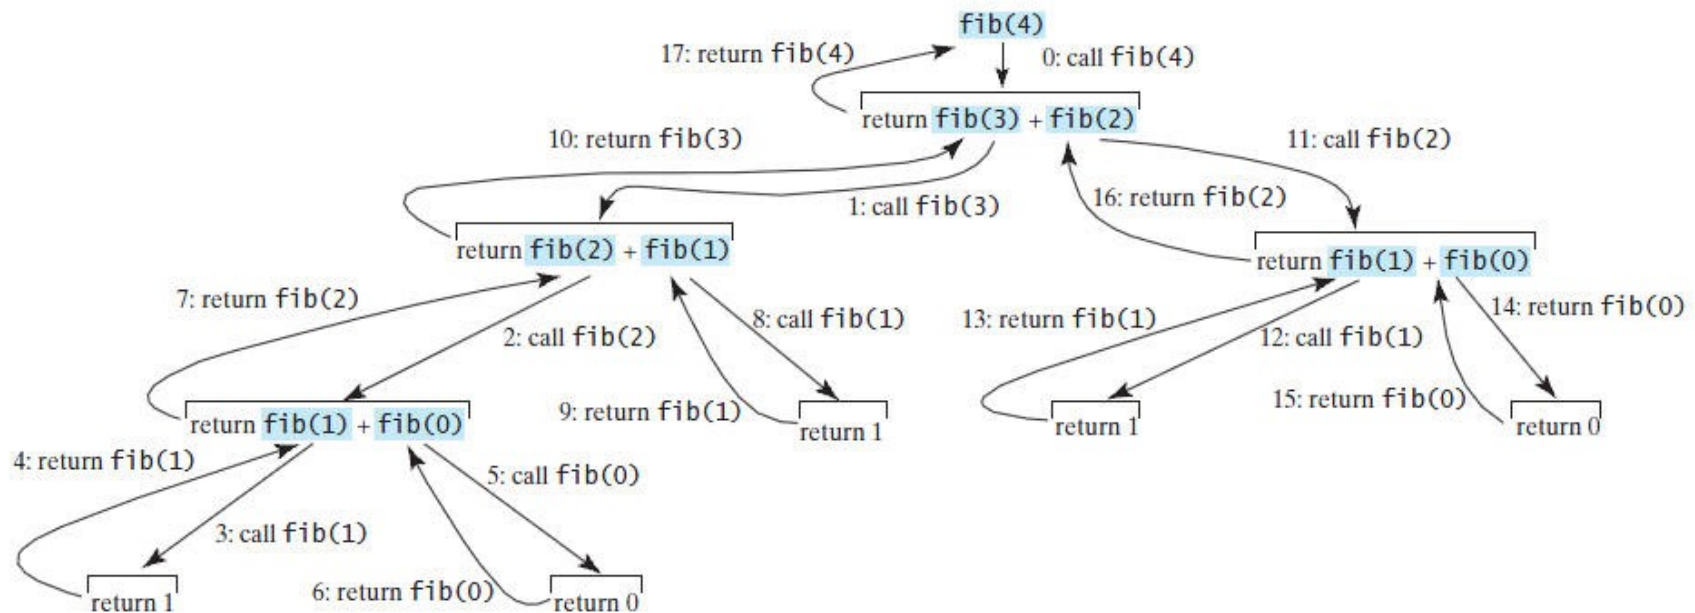 fib(4)
17: return fib(4)
0: call fib(4)
return fib(3) + fib(2)
10: return fib(3)
11: call fib(2)
1: call fib(3)
16: return fib(2)
return fib(2) + fib(1)
return fib(1) + fib(0)
7: return fib(2)
2: call fib(2)
8: call fib(1)
13: return fib(1)
12: call fib(1)
14: return fib(0)
return fib(1) + fib(0)
9: return fib(1)
return 1
return 1
15: return fib(0)
return 0
4: return fib(1)
5: call fib(0)
3: call fib(1)
6: return fib(0)
return 1
return 0